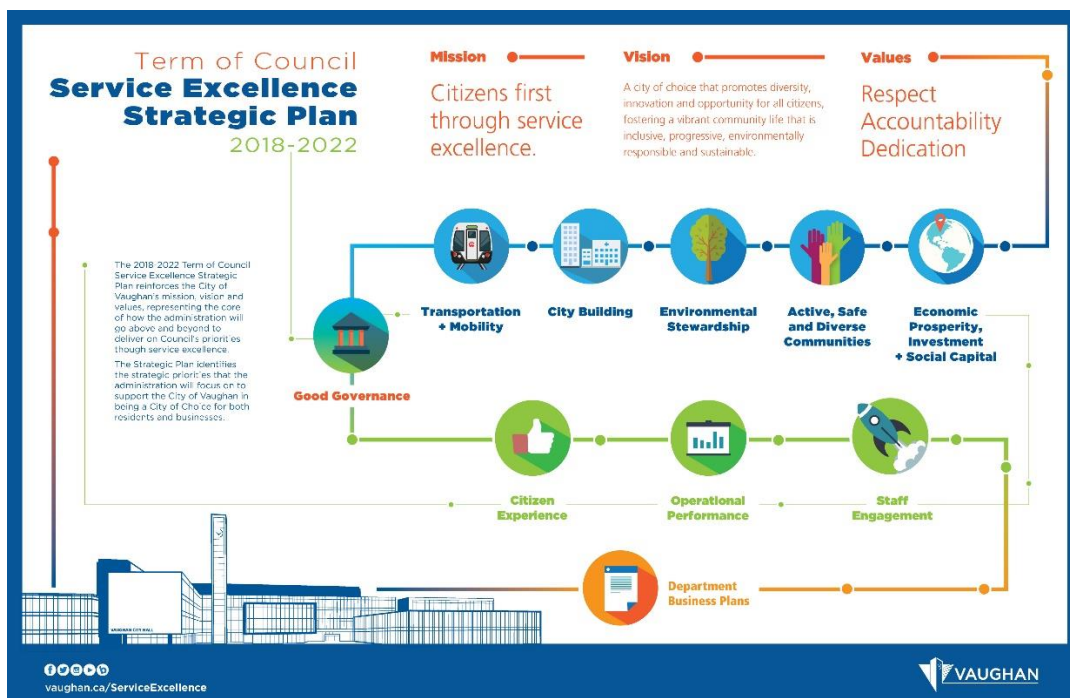 Term of Council
Service Excellence
Strategic Plan
2018-2022
Mission
Citizens first
through service
excellence.
Vision
A city of choice that promotes diversity,
innovation and opportunity for all citizens,
fostering a vibrant community life that is
inclusive, progressive, environmentally
responsible and sustainable.
Values
Respect
Accountability
Dedication
The 2018-2022 Term of Council
Service Excellence Strategic
Plan reinforces the City of
Vaughan's mission, vision and
values, representing the core
of how the administration will
go above and beyond to
deliver on Council's priorities
though service excellence.
The Strategic Plan identifies
the strategic priorities that the
administration will focus on to
support the City of Vaughan in
being a City of Choice for both
residents and businesses.
Transportation
+ Mobility
City Building
Environmental
Stewardship
Active, Safe
and Diverse
Communities
Economic
Prosperity,
Investment
+ Social Capital
Good Governance
Citizen
Experience
Operational
Performance
Staff
Engagement
Department
Business Plans
VAUGHAN CITY HALL
vaughan.ca/ServiceExcellence
VAUGHAN